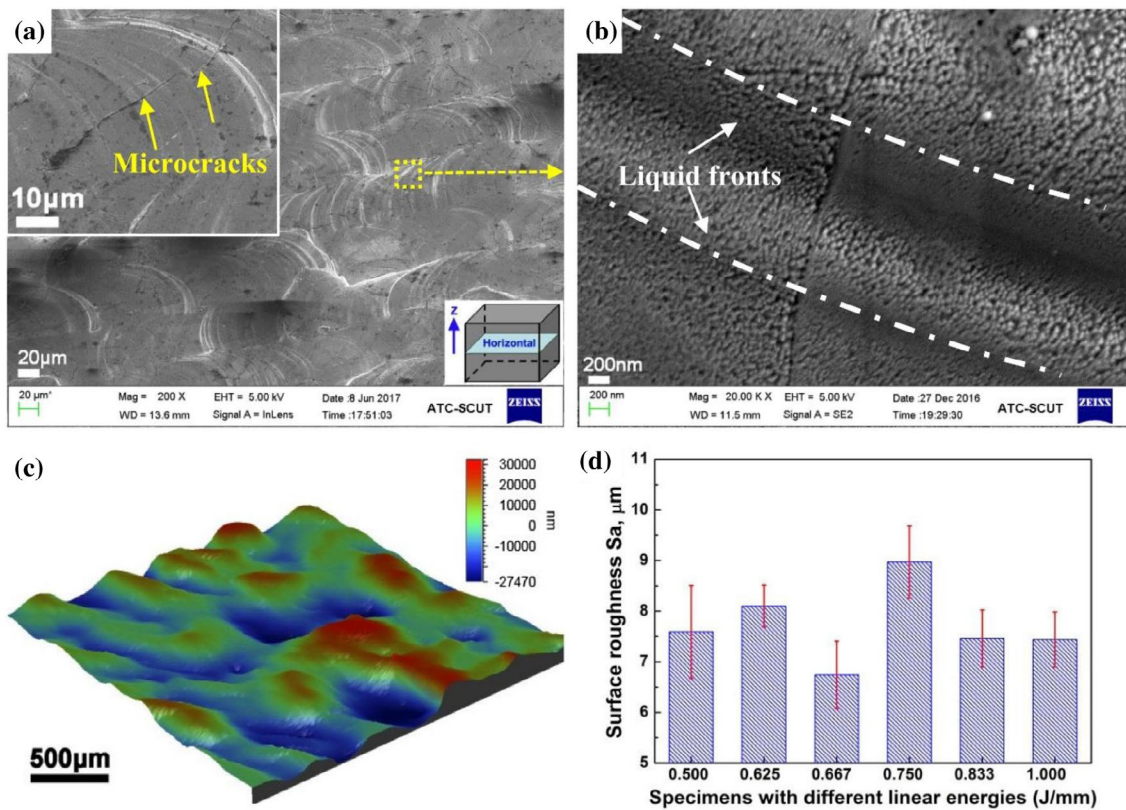 (a)
Microcracks
10μm
20μm
Z
Horizontal
20 μm*
Mag = 200 X
EHT = 5.00 kV
Date :8 Jun 2017
WD = 13.6 mm
Signal A = InLens
Time :17:51:03
ATC-SCUT
ZEISS
(b)
Liquid fronts
200nm
200 nm
Mag = 20.00 K X
EHT = 5.00 kV
Date :27 Dec 2016
WD = 11.5 mm
Signal A = SE2
Time :19:29:30
ATC-SCUT
ZEISS
(c)
30000
10000
0
-10000
-27470
nm
500μm
(d)
Surface roughness Sa, μm
11
10
9
8
7
6
5
0.500 0.625 0.667 0.750 0.833 1.000
Specimens with different linear energies (J/mm)